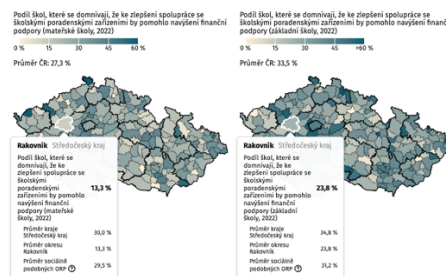 Podíl škol, které se domnívají, že ke zlepšení spolupráce se
školskými poradenskými zařízeními by pomohlo navýšení finanční
podpory (mateřské školy, 2022)
0 % 15 30 45 60 %
Průměr ČR: 27,3 %
Rakovník Středočeský kraj
Podíl škol, které se
domnívají, že ke
zlepšení spolupráce se
školskými
poradenskými 13,3 %
zařízeními by pomohlo
navýšení finanční
podpory (mateřské
školy, 2022)
Průměr kraje 30,0 %
Středočeský kraj
Průměr okresu 13,3 %
Rakovník
Průměr sociálně 29,5 %
podobných ORP ?
Podíl škol, které se domnívají, že ke zlepšení spolupráce se
školskými poradenskými zařízeními by pomohlo navýšení finanční
podpory (základní školy, 2022)
0 % 15 30 45 >60 %
Průměr ČR: 33,5 %
Rakovník Středočeský kraj
Podíl škol, které se
domnívají, že ke
zlepšení spolupráce se
školskými
poradenskými 23,8 %
zařízeními by pomohlo
navýšení finanční
podpory (základní
školy, 2022)
Průměr kraje 34,8 %
Středočeský kraj
Průměr okresu 23,8 %
Rakovník
Průměr sociálně 31,2 %
podobných ORP ?